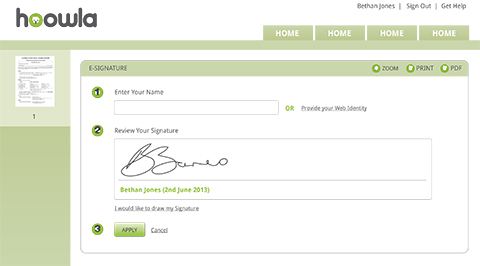 hoowla
Bethan Jones | Sign Out | Get Help
HOME HOME HOME HOME
E-SIGNATURE
ZOOM PRINT PDF
1
1 Enter Your Name
OR Provide your Web Identity
2 Review Your Signature
Bethan Jones (2nd June 2013)
I would like to draw my Signature
3 APPLY Cancel